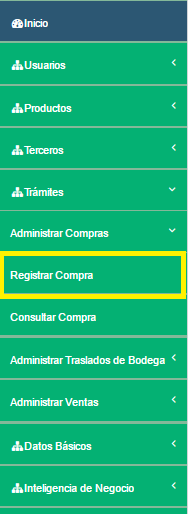 Inicio
Usuarios
Productos
Terceros
Trámites
Administrar Compras
Registrar Compra
Consultar Compra
Administrar Traslados de Bodega
Administrar Ventas
Datos Básicos
Inteligencia de Negocio